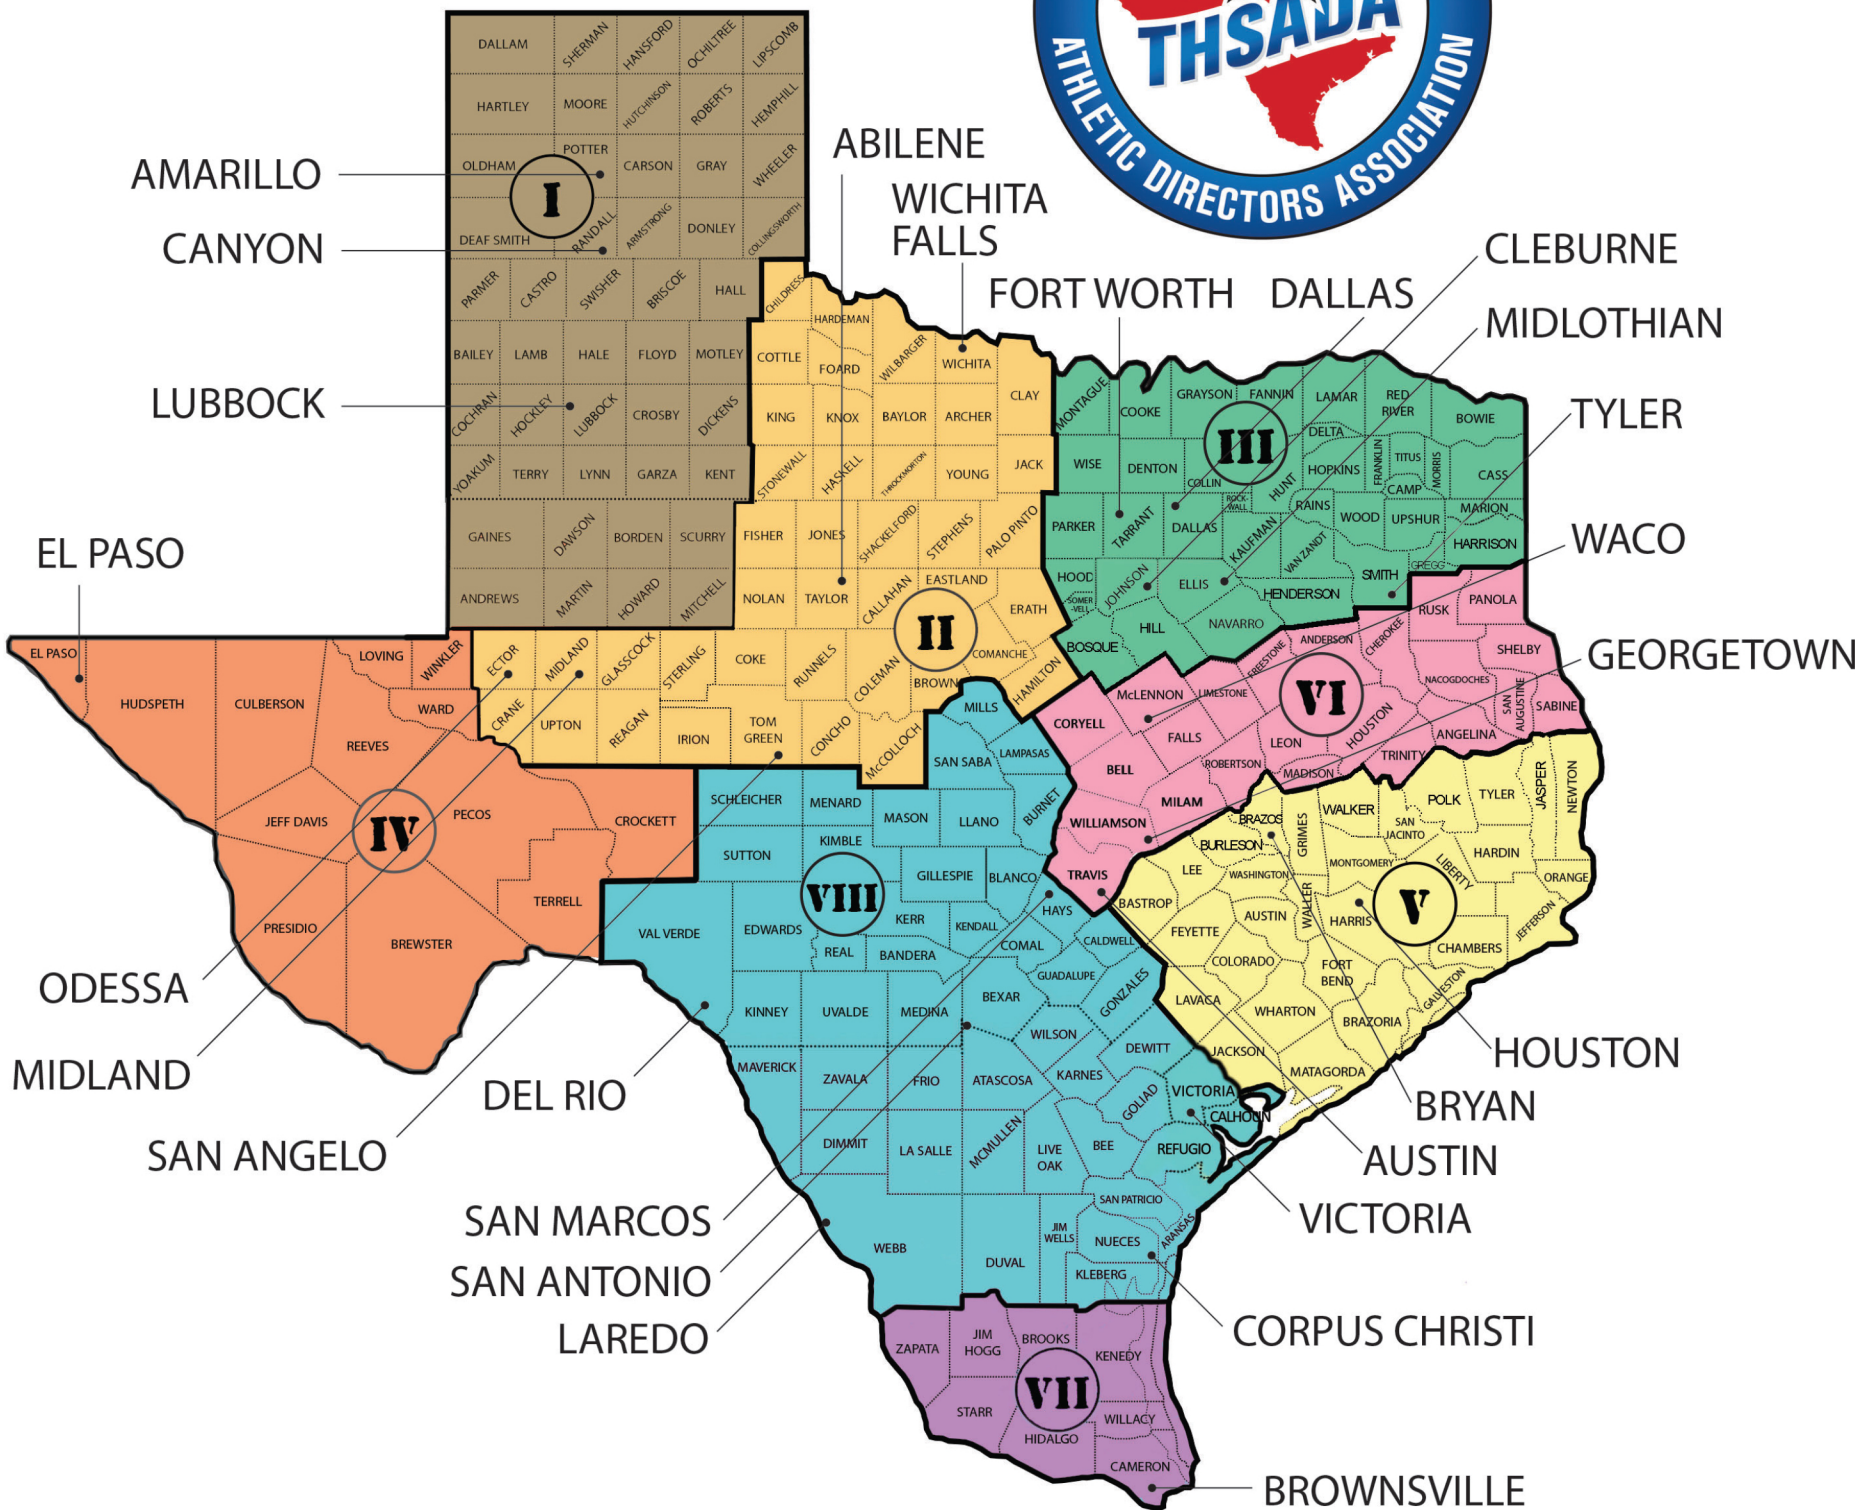 THSADA
ATHLETIC DIRECTORS ASSOCIATION
AMARILLO
CANYON
LUBBOCK
ABILENE
WICHITA
FALLS
FORT WORTH
DALLAS
CLEBURNE
MIDLOTHIAN
TYLER
WACO
GEORGETOWN
EL PASO
ODESSA
MIDLAND
SAN ANGELO
DEL RIO
SAN MARCOS
SAN ANTONIO
LAREDO
HOUSTON
BRYAN
AUSTIN
VICTORIA
CORPUS CHRISTI
BROWNSVILLE
I
DALLAM
SHERMAN
HANSFORD
OCHILTREE
LIPSCOMB
HARTLEY
MOORE
HUTCHINSON
ROBERTS
HEMPHILL
OLDHAM
POTTER
CARSON
GRAY
WHEELER
DEAF SMITH
RANDALL
ARMSTRONG
DONLEY
COLLINGSWORTH
PARMER
CASTRO
SWISHER
BRISCOE
HALL
BAILEY
LAMB
HALE
FLOYD
MOTLEY
COCHRAN
HOCKLEY
LUBBOCK
CROSBY
DICKENS
YOAKUM
TERRY
LYNN
GARZA
KENT
GAINES
DAWSON
BORDEN
SCURRY
ANDREWS
MARTIN
HOWARD
MITCHELL
II
CHILDRESS
HARDEMAN
COTTLE
FOARD
WILBARGER
WICHITA
CLAY
KING
KNOX
BAYLOR
ARCHER
STONEWALL
HASKELL
THROCKMORTON
YOUNG
JACK
FISHER
JONES
SHACKELFORD
STEPHENS
PALO PINTO
NOLAN
TAYLOR
CALLAHAN
EASTLAND
ERATH
ECTOR
MIDLAND
GLASSCOCK
STERLING
COKE
RUNNELS
COLEMAN
BROWN
COMANCHE
HAMILTON
CRANE
UPTON
REAGAN
IRION
TOM
GREEN
CONCHO
McCOLLOCH
III
MONTAGUE
COOKE
GRAYSON
FANNIN
LAMAR
RED
RIVER
BOWIE
WISE
DENTON
COLLIN
DELTA
HUNT
HOPKINS
FRANKLIN
TITUS
MORRIS
CAMP
CASS
PARKER
TARRANT
DALLAS
ROCK-
WALL
KAUFMAN
RAINS
VAN ZANDT
WOOD
UPSHUR
MARION
HARRISON
GREGG
HOOD
SOMER
-VELL
JOHNSON
ELLIS
HENDERSON
SMITH
BOSQUE
HILL
NAVARRO
IV
EL PASO
HUDSPETH
CULBERSON
LOVING
WINKLER
WARD
REEVES
JEFF DAVIS
PECOS
CROCKETT
TERRELL
PRESIDIO
BREWSTER
V
POLK
TYLER
JASPER
NEWTON
WALKER
SAN
JACINTO
BRAZOS
GRIMES
BURLESON
LEE
WASHINGTON
MONTGOMERY
LIBERTY
HARDIN
ORANGE
BASTROP
AUSTIN
WALLER
HARRIS
JEFFERSON
FEYETTE
CHAMBERS
COLORADO
FORT
BEND
GALVESTON
LAVACA
WHARTON
BRAZORIA
JACKSON
MATAGORDA
VI
RUSK
PANOLA
ANDERSON
CHEROKEE
FREESTONE
SHELBY
McLENNON
LIMESTONE
NACOGDOCHES
SAN
AUGUSTINE
SABINE
CORYELL
FALLS
LEON
HOUSTON
ANGELINA
TRINITY
BELL
ROBERTSON
MADISON
MILAM
WILLIAMSON
TRAVIS
VII
ZAPATA
JIM
HOGG
BROOKS
KENEDY
STARR
HIDALGO
WILLACY
CAMERON
VIII
MILLS
SAN SABA
LAMPASAS
SCHLEICHER
MENARD
MASON
LLANO
BURNET
SUTTON
KIMBLE
GILLESPIE
BLANCO
HAYS
VAL VERDE
EDWARDS
KERR
KENDALL
REAL
BANDERA
COMAL
CALDWELL
GUADALUPE
GONZALES
KINNEY
UVALDE
MEDINA
BEXAR
WILSON
DEWITT
MAVERICK
ZAVALA
FRIO
ATASCOSA
KARNES
GOLIAD
VICTORIA
CALHOUN
DIMMIT
LA SALLE
MCMULLEN
LIVE
OAK
BEE
REFUGIO
SAN PATRICIO
ARANSAS
WEBB
DUVAL
JIM
WELLS
NUECES
KLEBERG